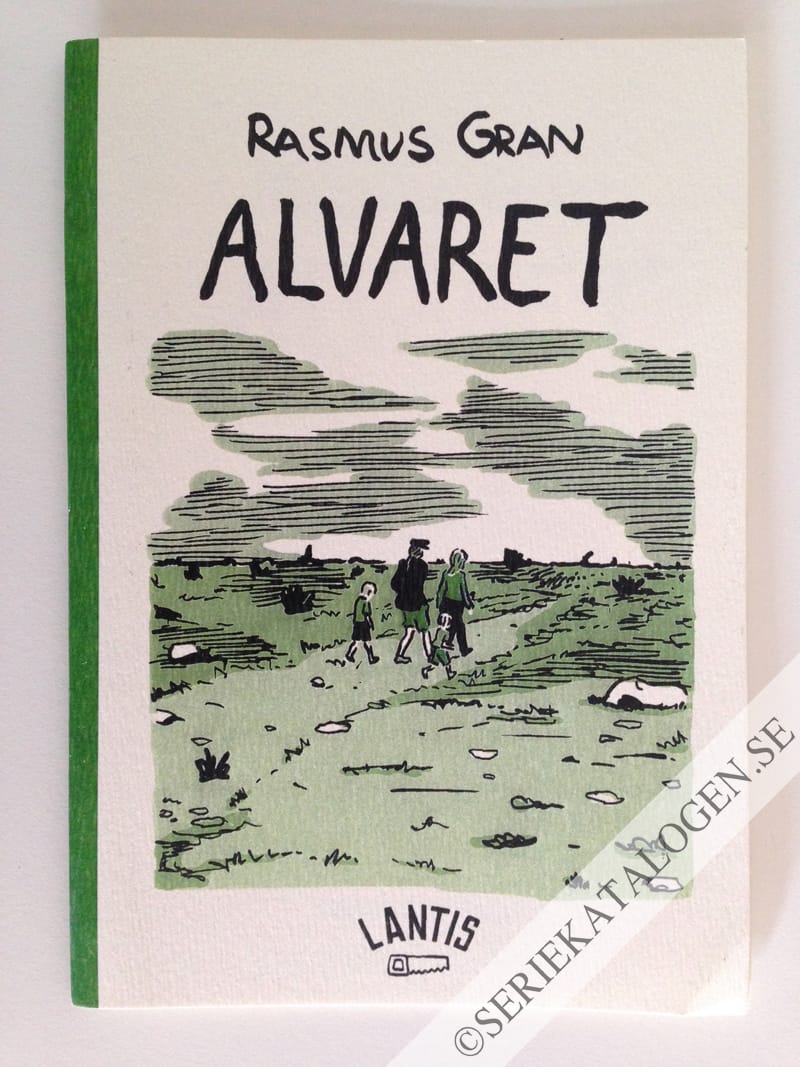 RASMUS GRAN
ALVARET
LANTIS
©SERIEKATALOGEN.SE